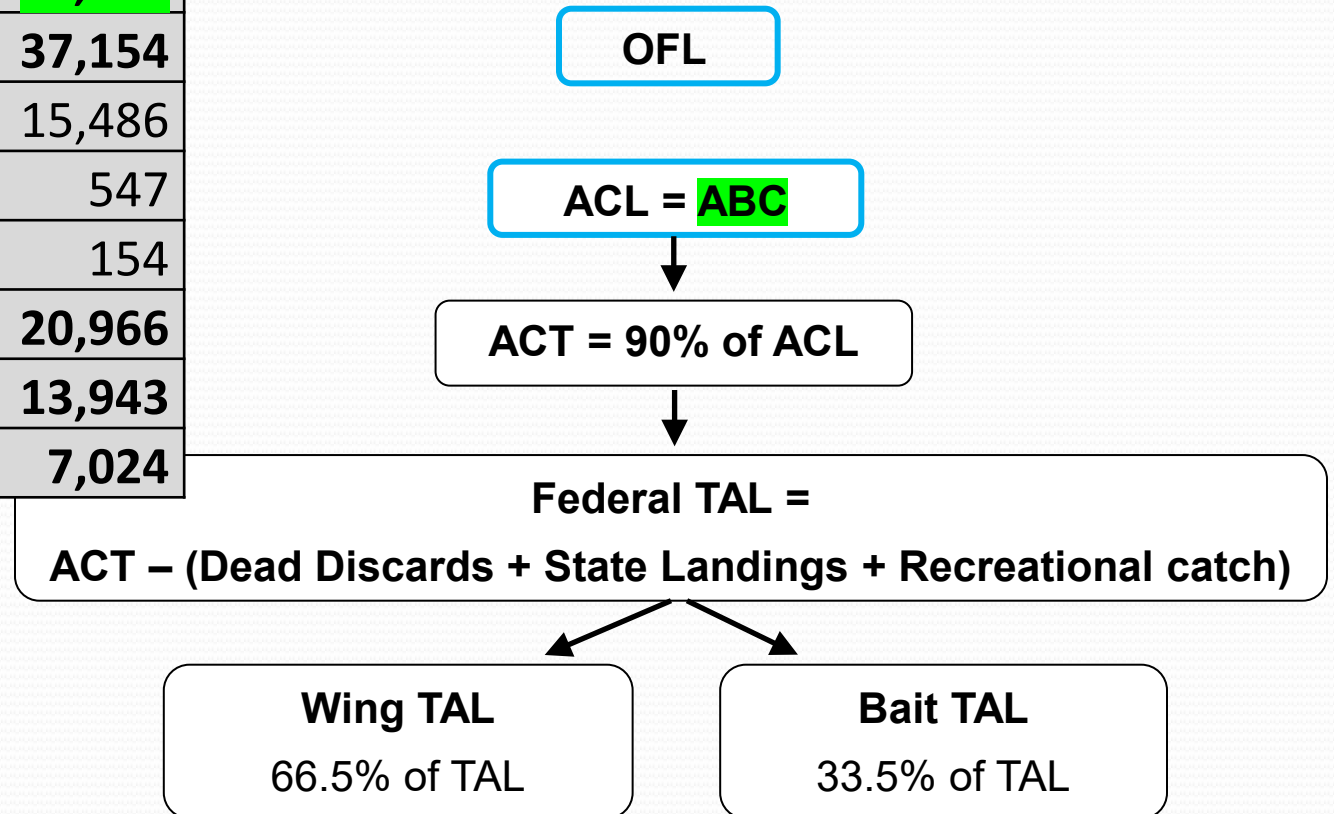 37,154
15,486
547
154
20,966
13,943
7,024
OFL
ACL = ABC
ACT = 90% of ACL
Federal TAL =
ACT – (Dead Discards + State Landings + Recreational catch)
Wing TAL
66.5% of TAL
Bait TAL
33.5% of TAL